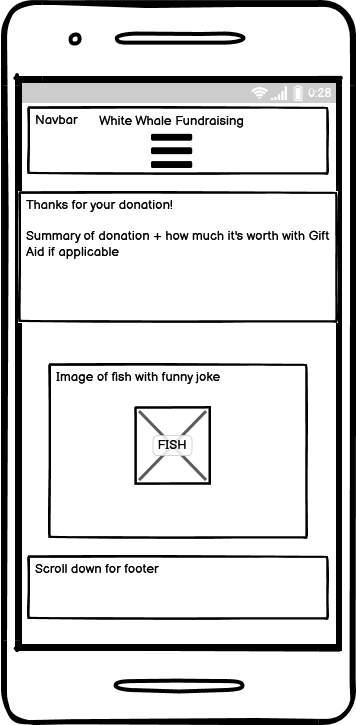 0:28
Navbar White Whale Fundraising
Thanks for your donation!
Summary of donation + how much it's worth with Gift
Aid if applicable
Image of fish with funny joke
FISH
Scroll down for footer